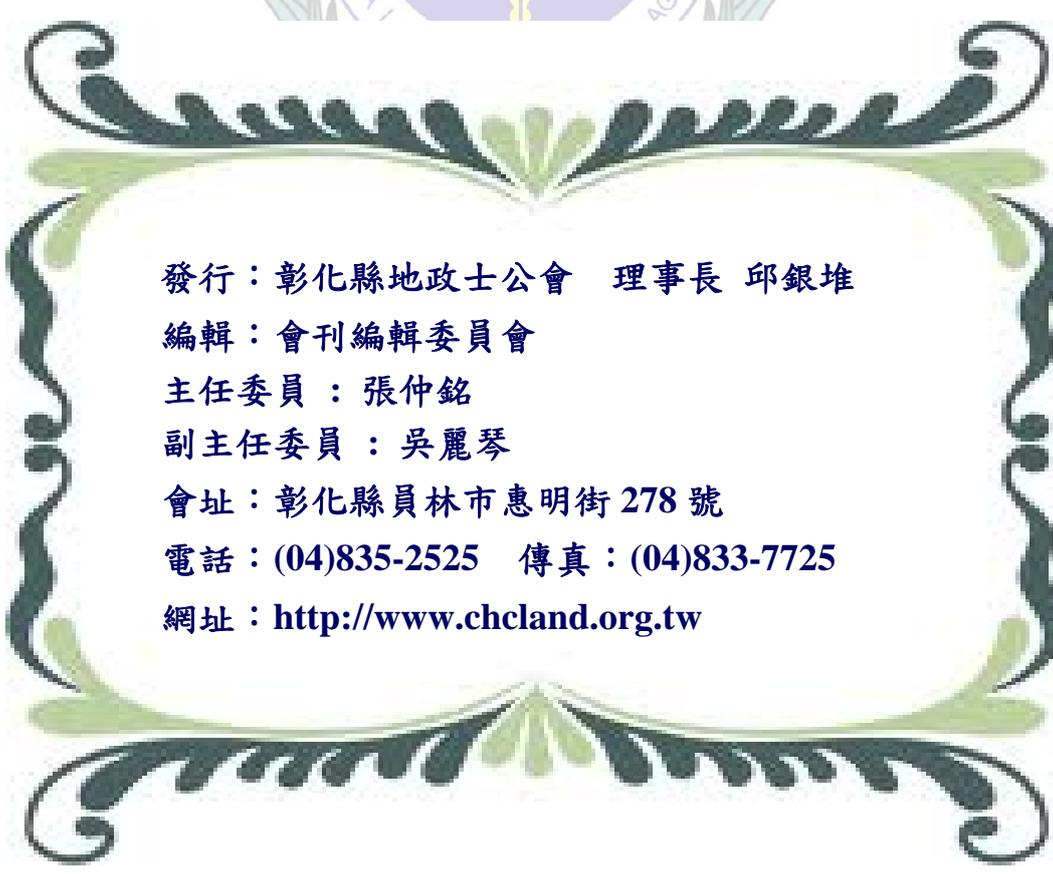 AG
發行：彰化縣地政士公會　理事長 邱銀堆
編輯：會刊編輯委員會
主任委員 : 張仲銘
副主任委員 : 吳麗琴
會址：彰化縣員林市惠明街 278 號
電話：(04)835-2525　傳真：(04)833-7725
網址：http://www.chcland.org.tw